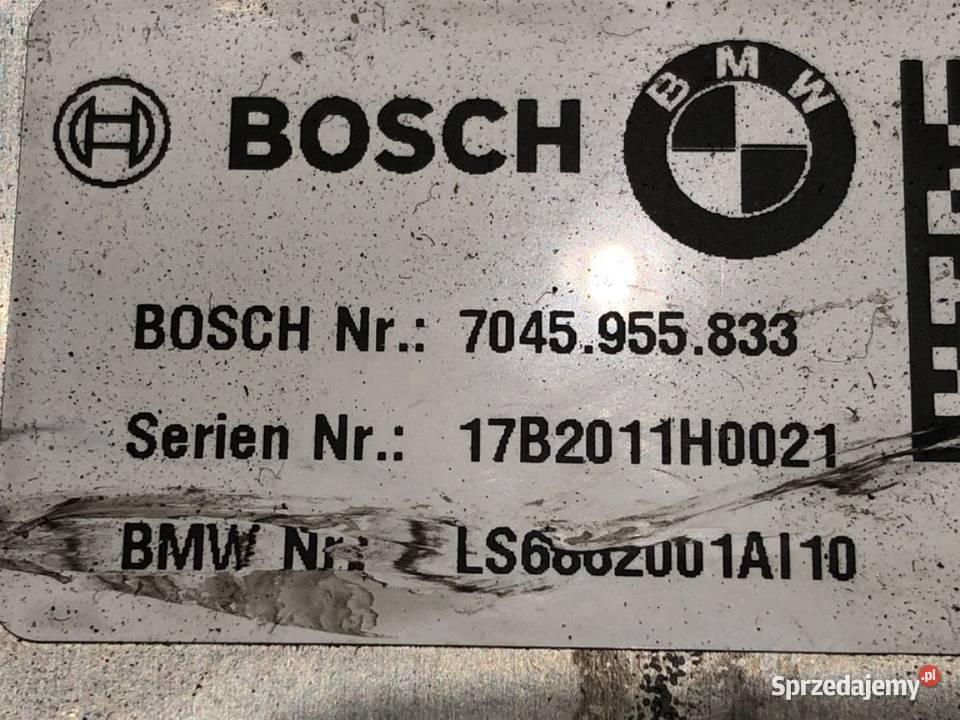 BOSCH
BMW
BOSCH Nr.: 7045.955.833
Serien Nr.: 17B2011H0021
BMW Nr.:
Sprzedajemy.pl